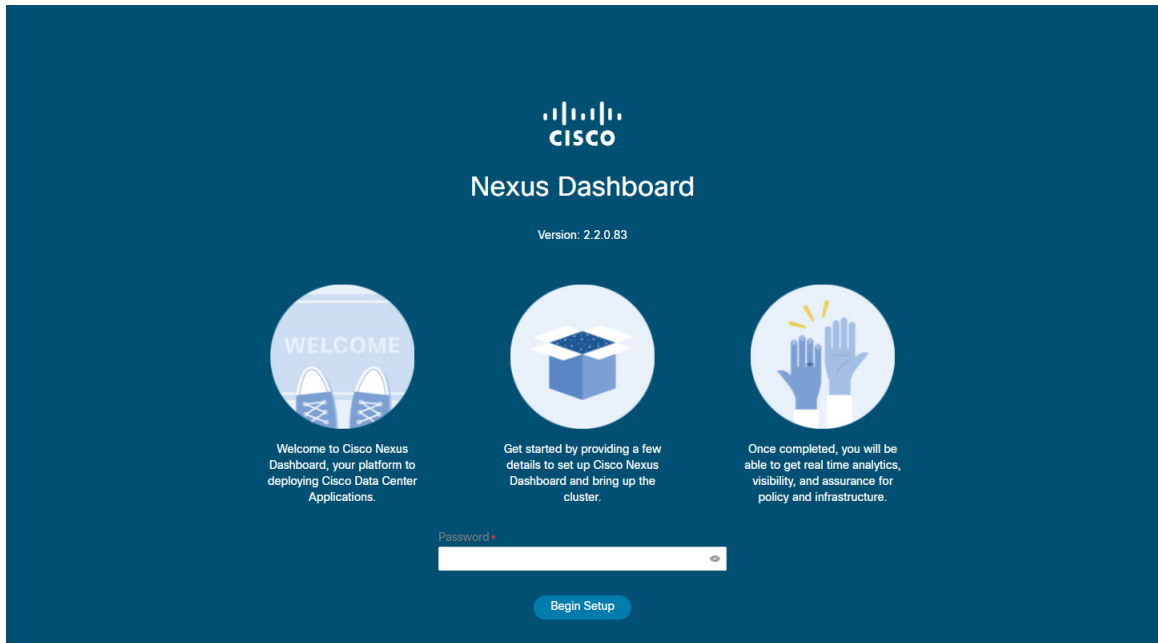 CISCO
Nexus Dashboard
Version: 2.2.0.83
WELCOME
Welcome to Cisco Nexus
Dashboard, your platform to
deploying Cisco Data Center
Applications.
Get started by providing a few
details to set up Cisco Nexus
Dashboard and bring up the
cluster.
Once completed, you will be
able to get real time analytics,
visibility, and assurance for
policy and infrastructure.
Password*
Begin Setup